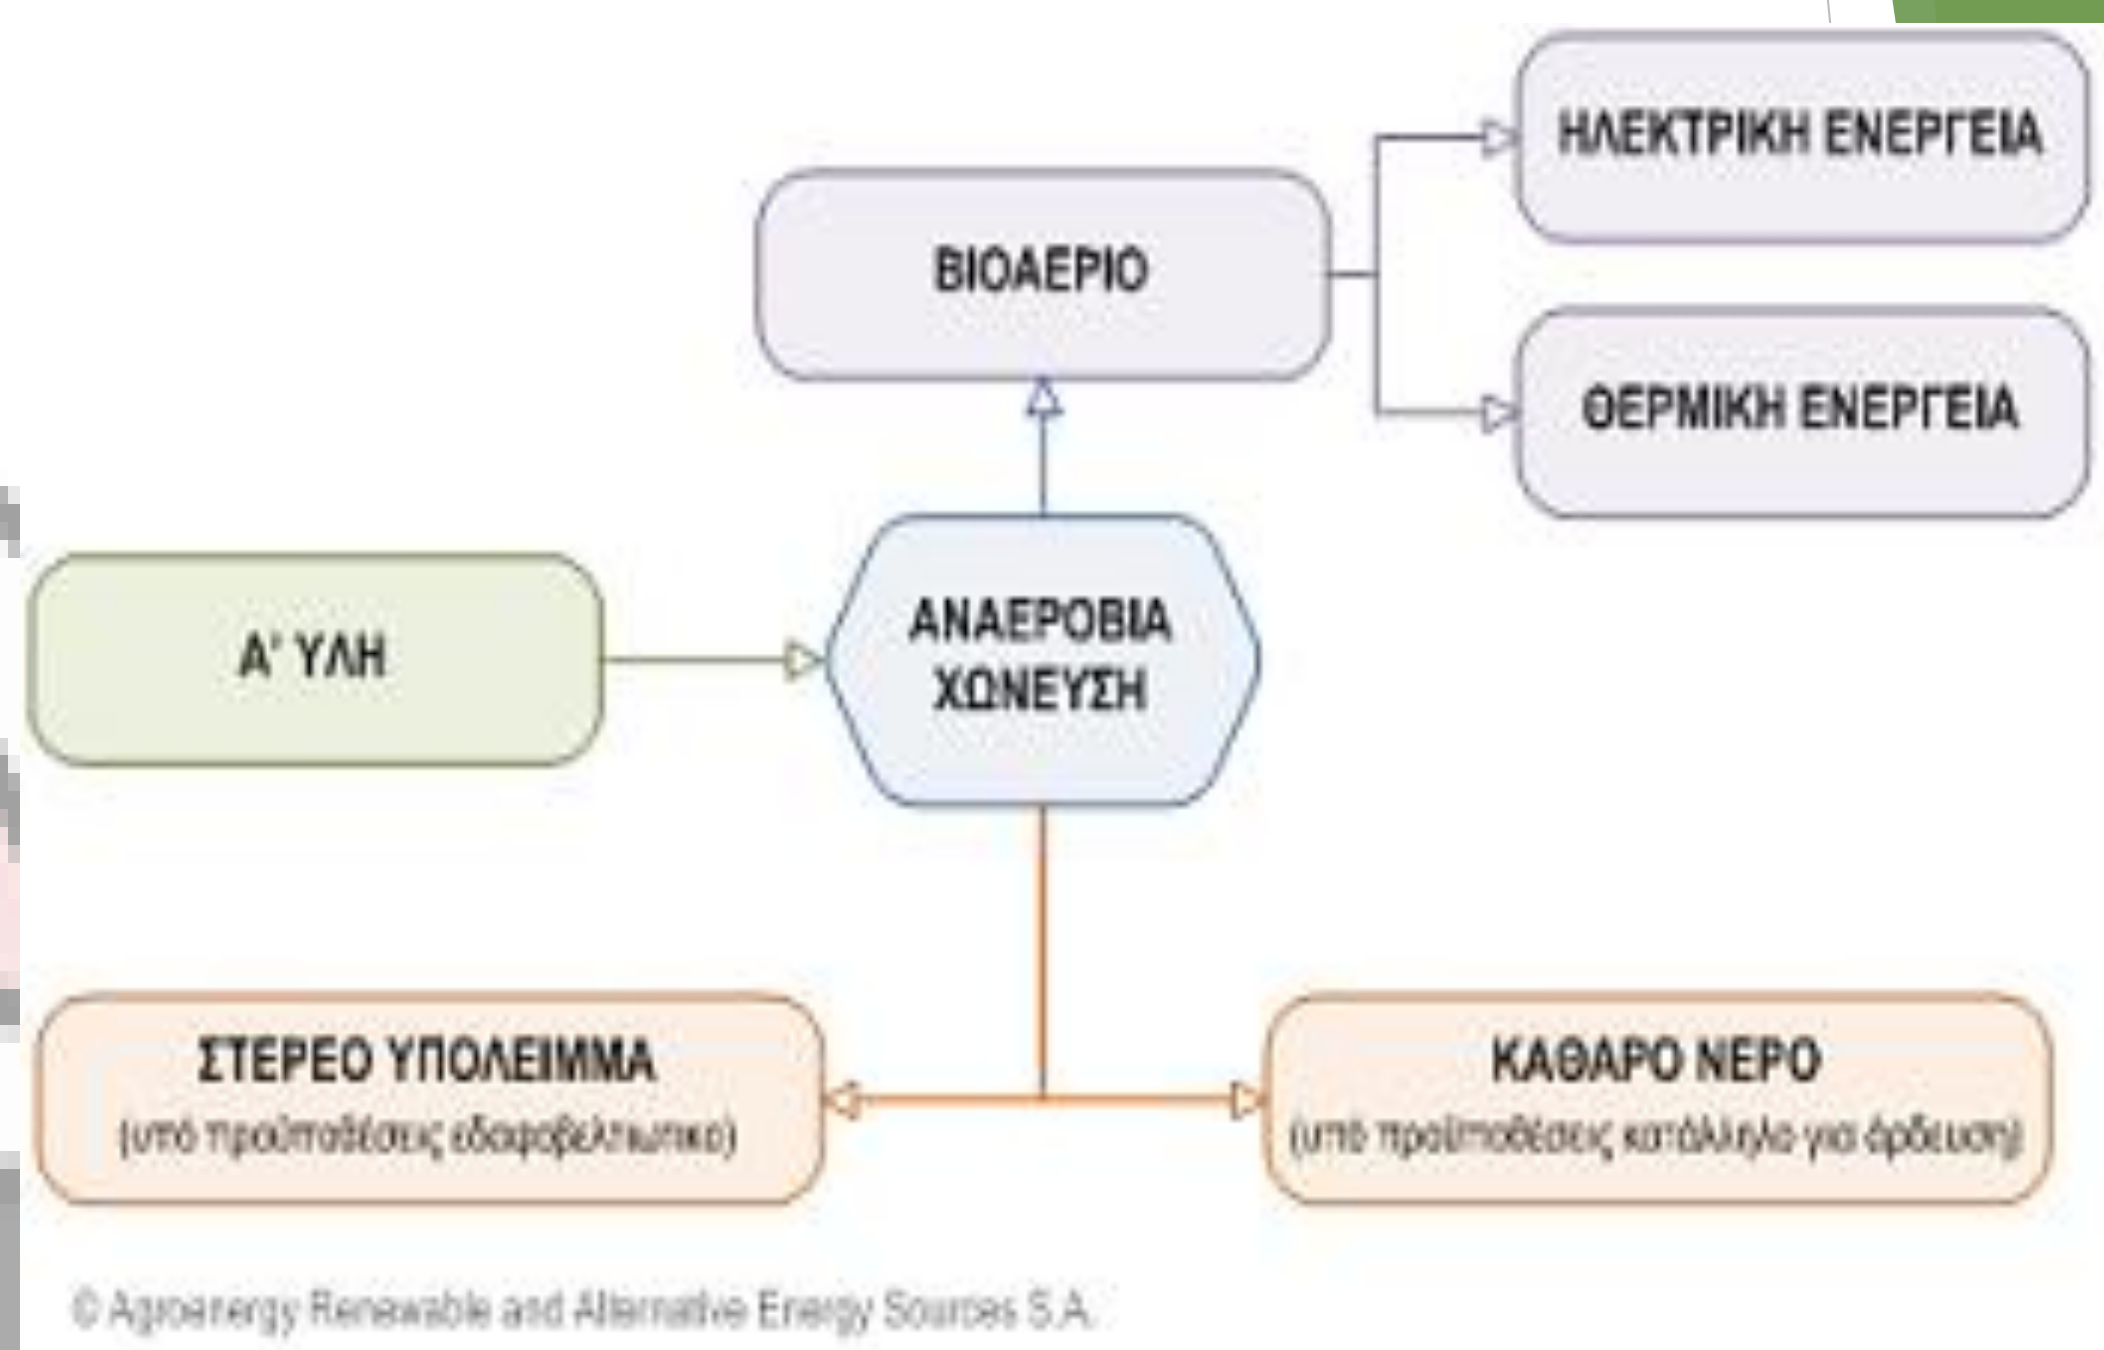 ΗΛΕΚΤΡΙΚΗ ΕΝΕΡΓΕΙΑ
ΒΙΟΑΕΡΙΟ
ΘΕΡΜΙΚΗ ΕΝΕΡΓΕΙΑ
Α' ΥΛΗ
ΑΝΑΕΡΟΒΙΑ
ΧΩΝΕΥΣΗ
ΣΤΕΡΕΟ ΥΠΟΛΕΙΜΜΑ
(υπό προϋποθέσεις εδαφοβελτιωτικο)
ΚΑΘΑΡΟ ΝΕΡΟ
(υπό προϋποθέσεις κατάλληλο για άρδευση)
© Agroenergy Renewable and Alternative Energy Sources S.A.